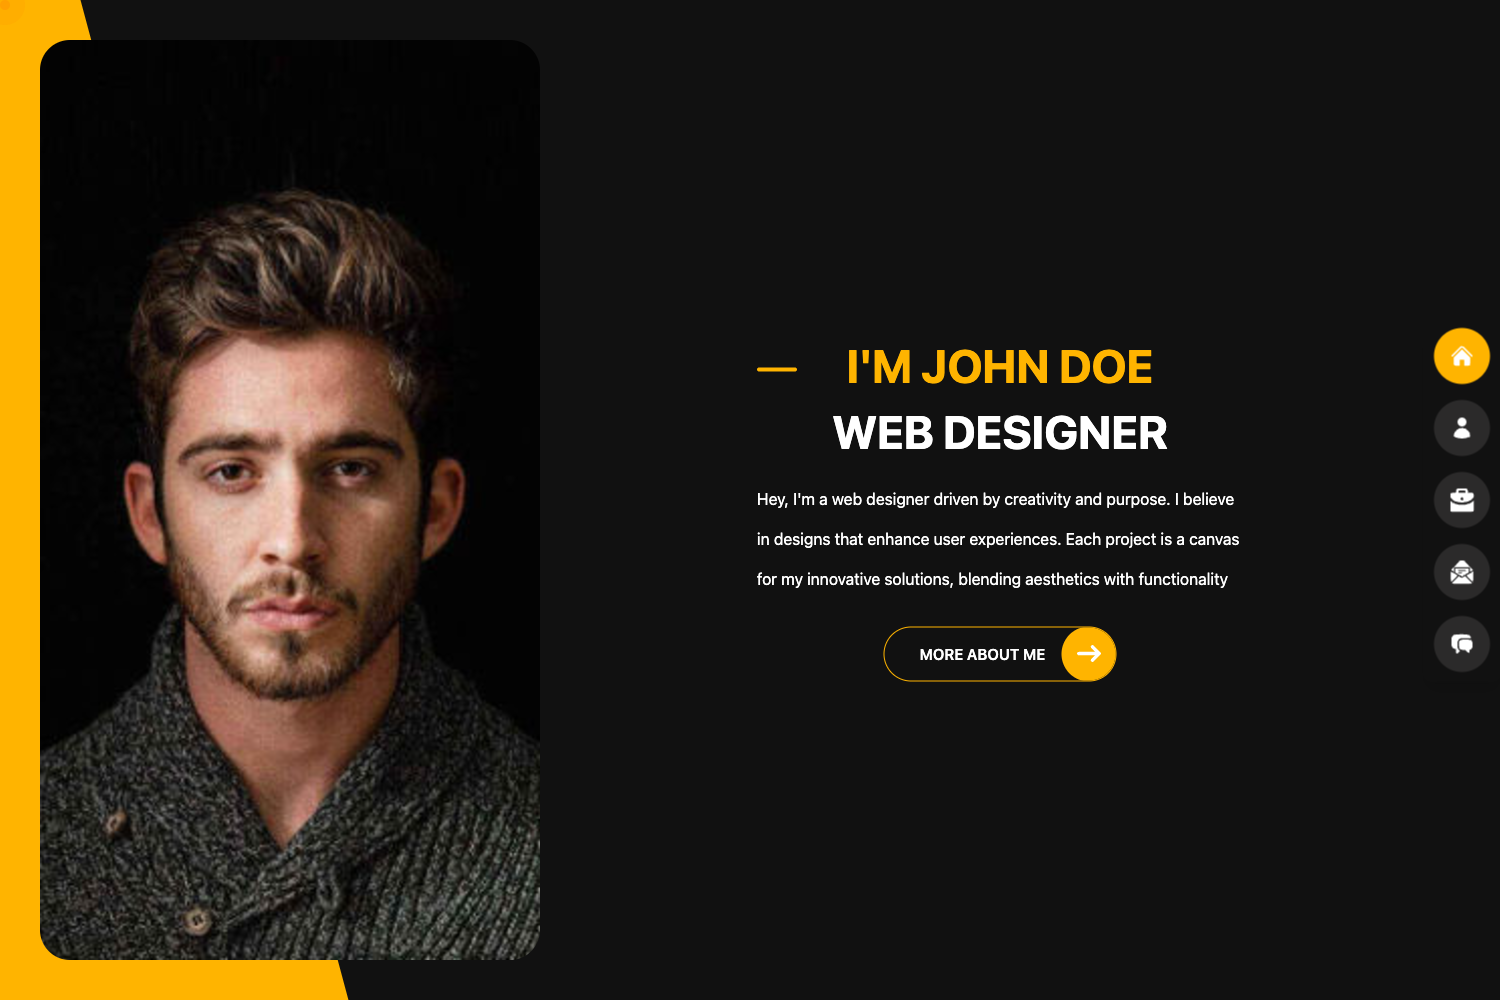 I'M JOHN DOE
WEB DESIGNER
Hey, I'm a web designer driven by creativity and purpose. I believe
in designs that enhance user experiences. Each project is a canvas
for my innovative solutions, blending aesthetics with functionality
MORE ABOUT ME